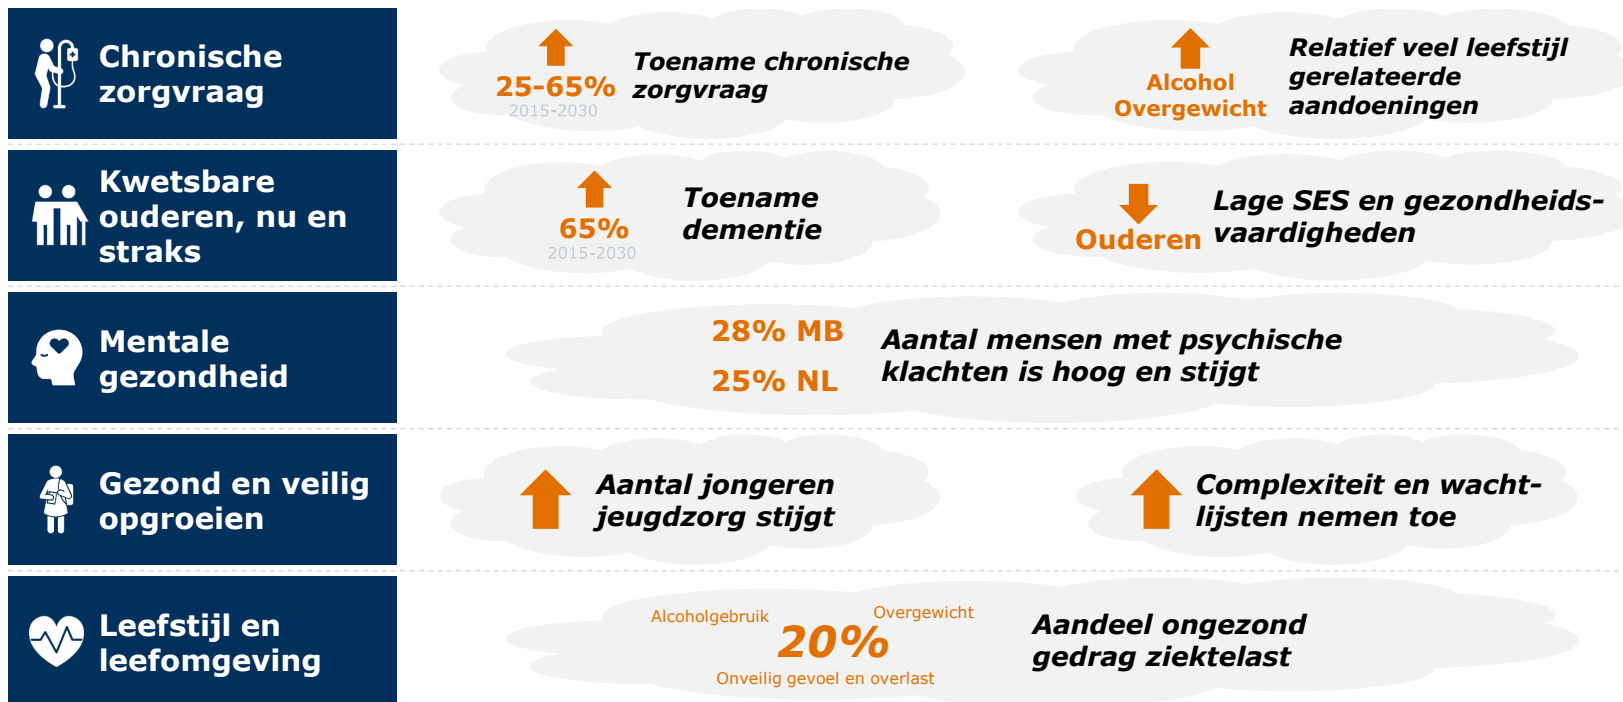 Chronische
zorgvraag
25-65%
2015-2030
Toename chronische
zorgvraag
Alcohol
Overgewicht
Relatief veel leefstijl
gerelateerde
aandoeningen
Kwetsbare
ouderen, nu en
straks
65%
2015-2030
Toename
dementie
Ouderen
Lage SES en gezondheids-
vaardigheden
Mentale
gezondheid
28% MB
25% NL
Aantal mensen met psychische
klachten is hoog en stijgt
Gezond en veilig
opgroeien
Aantal jongeren
jeugdzorg stijgt
Complexiteit en wacht-
lijsten nemen toe
Leefstijl en
leefomgeving
Alcoholgebruik
Overgewicht
20%
Onveilig gevoel en overlast
Aandeel ongezond
gedrag ziektelast